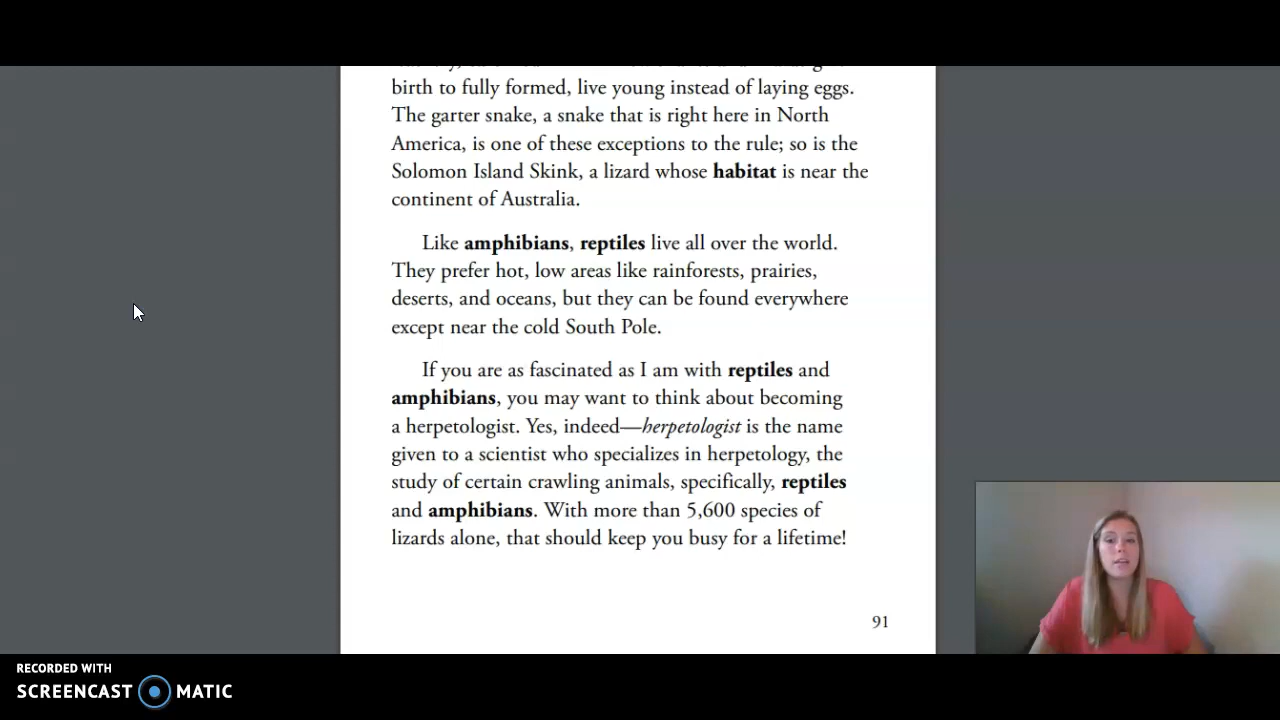 birth to fully formed, live young instead of laying eggs.
The garter snake, a snake that is right here in North
America, is one of these exceptions to the rule; so is the
Solomon Island Skink, a lizard whose habitat is near the
continent of Australia.
Like amphibians, reptiles live all over the world.
They prefer hot, low areas like rainforests, prairies,
deserts, and oceans, but they can be found everywhere
except near the cold South Pole.
If you are as fascinated as I am with reptiles and
amphibians, you may want to think about becoming
a herpetologist. Yes, indeed—herpetologist is the name
given to a scientist who specializes in herpetology, the
study of certain crawling animals, specifically, reptiles
and amphibians. With more than 5,600 species of
lizards alone, that should keep you busy for a lifetime!
91
RECORDED WITH
SCREENCAST MATIC